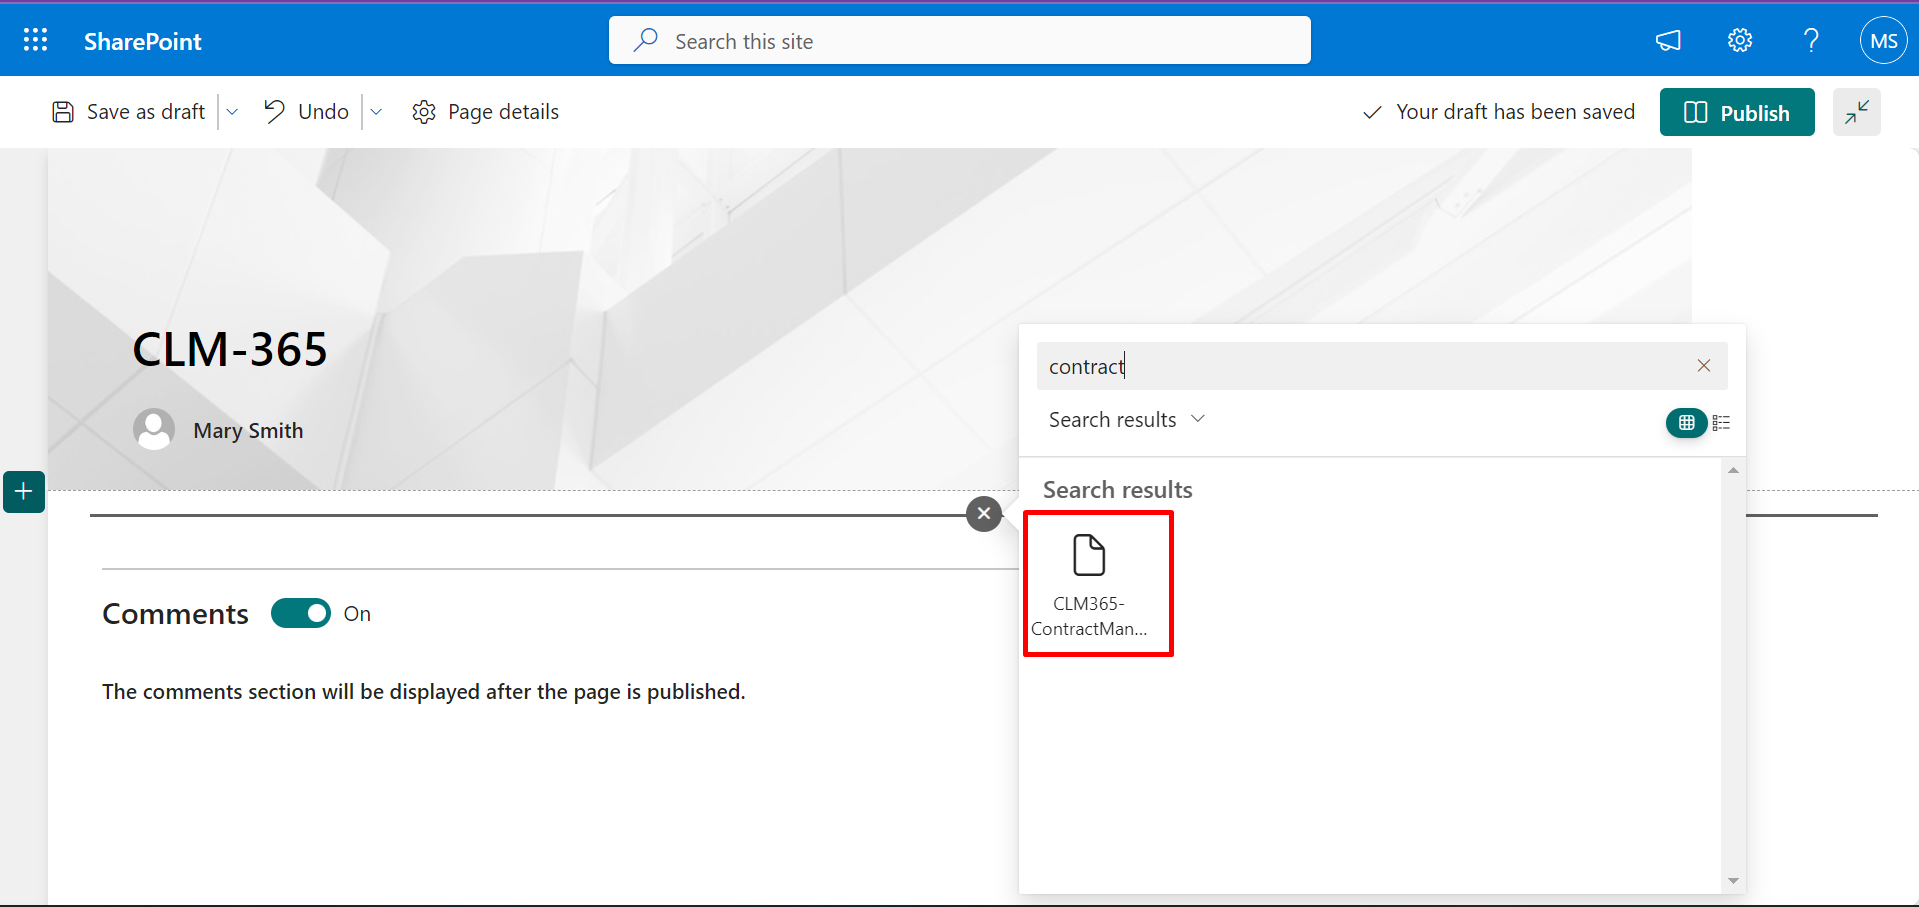 SharePoint
Search this site
MS
Save as draft
Undo
Page details
Your draft has been saved
Publish
CLM-365
Mary Smith
contract
Search results
Search results
CLM365-
ContractMan...
Comments
On
The comments section will be displayed after the page is published.